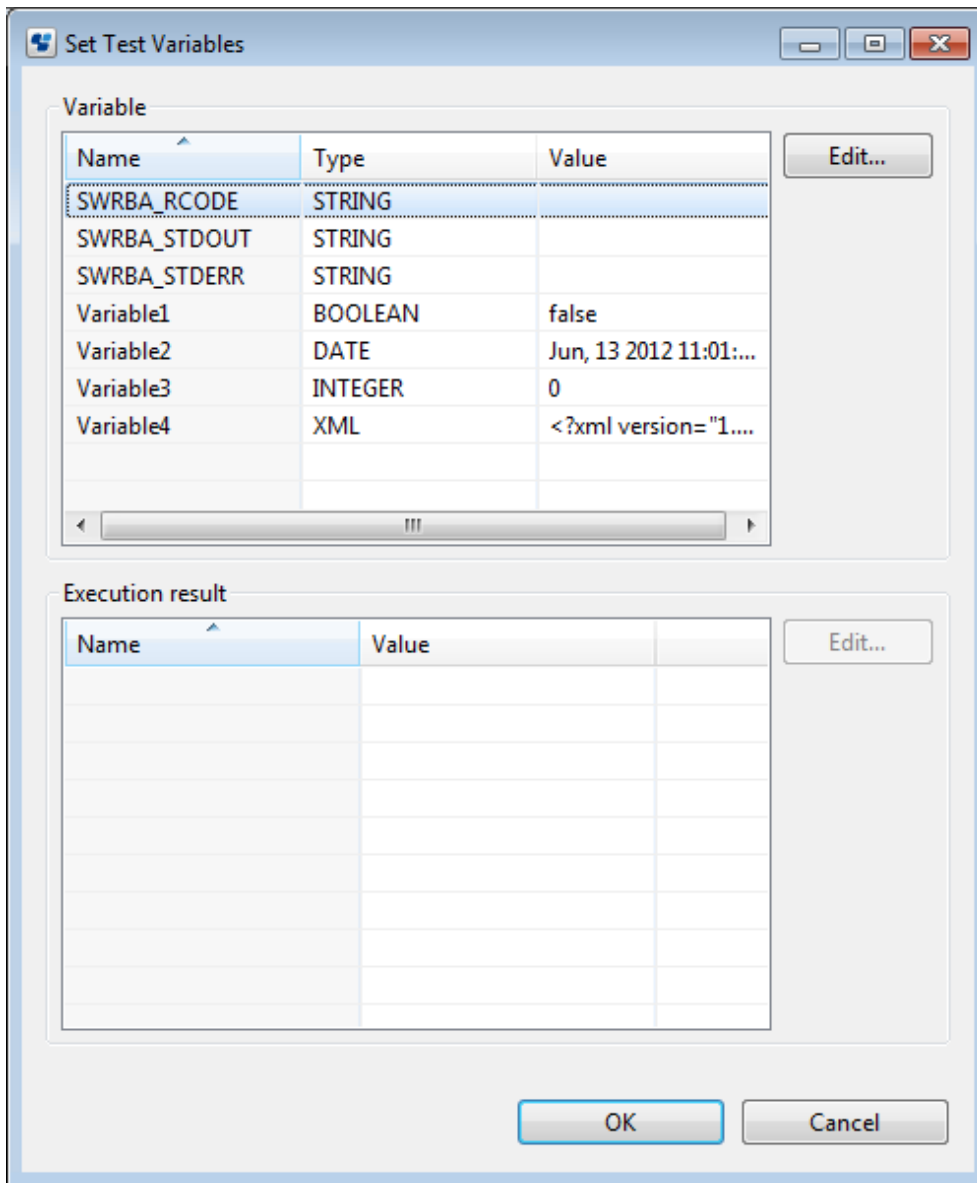 Set Test Variables
Variable
Name Type Value
Edit...
SWRBA_RCODE STRING
SWRBA_STDOUT STRING
SWRBA_STDERR STRING
Variable1 BOOLEAN false
Variable2 DATE Jun, 13 2012 11:01:...
Variable3 INTEGER 0
Variable4 XML <?xml version="1....
Execution result
Name Value
Edit...
OK Cancel